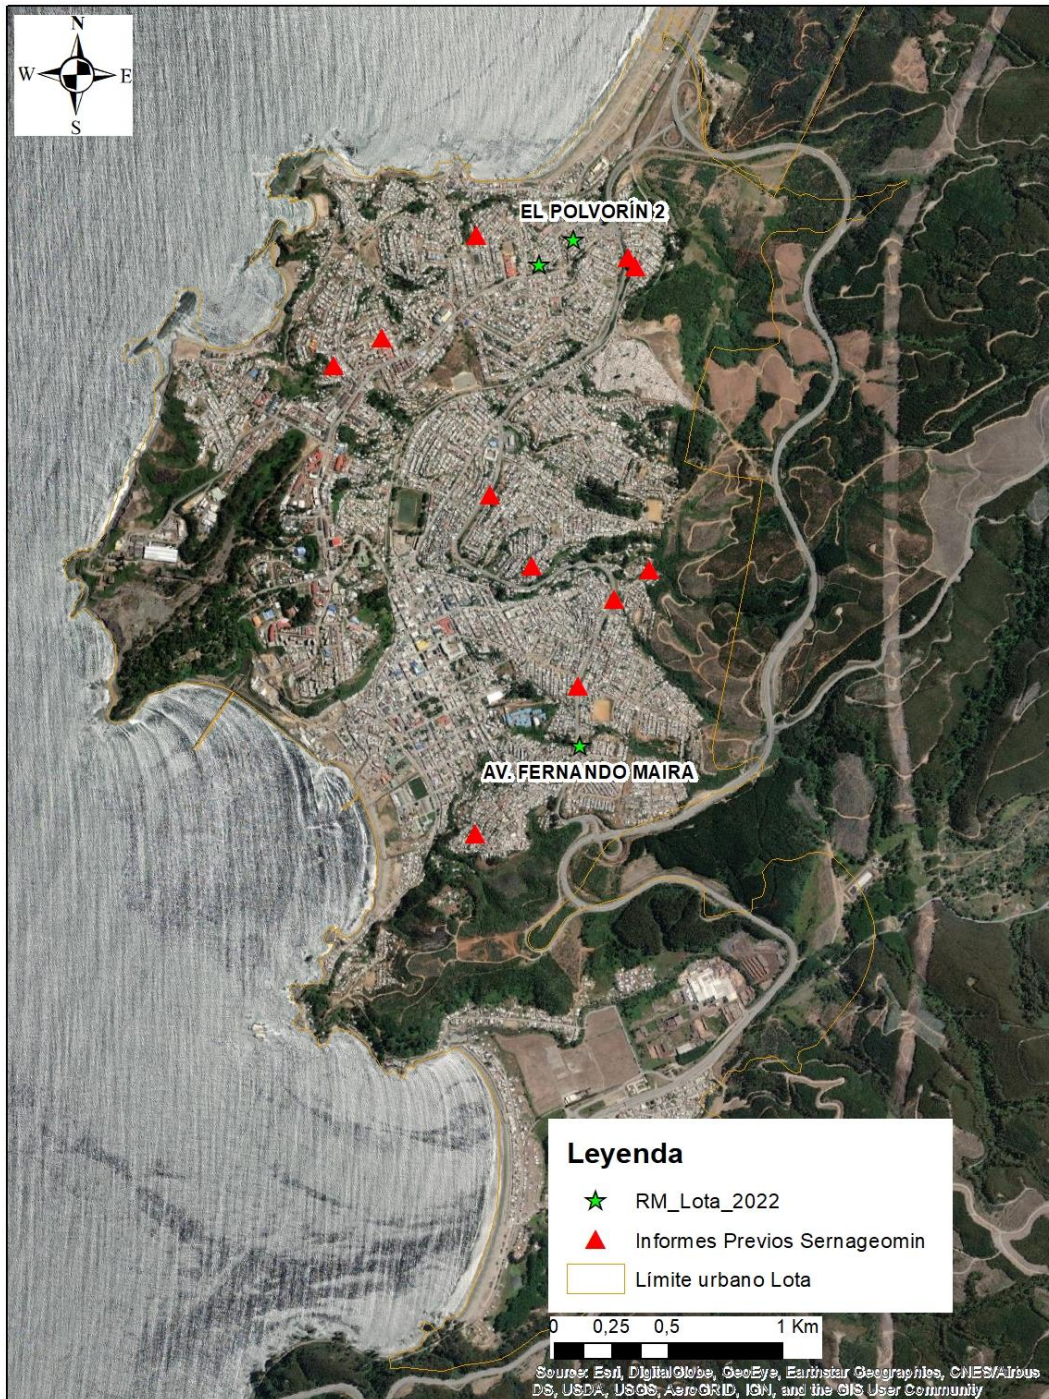 N
W E
S
EL POLVORÍN 2
AV. FERNANDO MAIRA
Leyenda
RM_Lota_2022
Informes Previos Sernageomin
Límite urbano Lota
0 0,25 0,5 1 Km
Source: Esri, DigitalGlobe, GeoEye, Earthstar Geographics, CNES/Airbus
DS, USDA, USGS, AeroGRID, IGN, and the GIS User Community